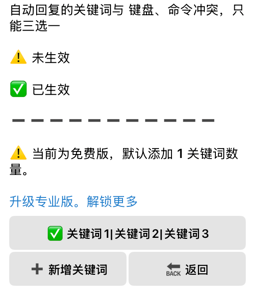 自动回复的关键词与 键盘、命令冲突，只
能三选一
⚠️ 未生效
✅ 已生效
－－－－－－－－－－－
⚠️ 当前为免费版，默认添加 1 关键词数
量。
升级专业版。解锁更多
✅ 关键词1|关键词2|关键词3
➕ 新增关键词
🔙 返回